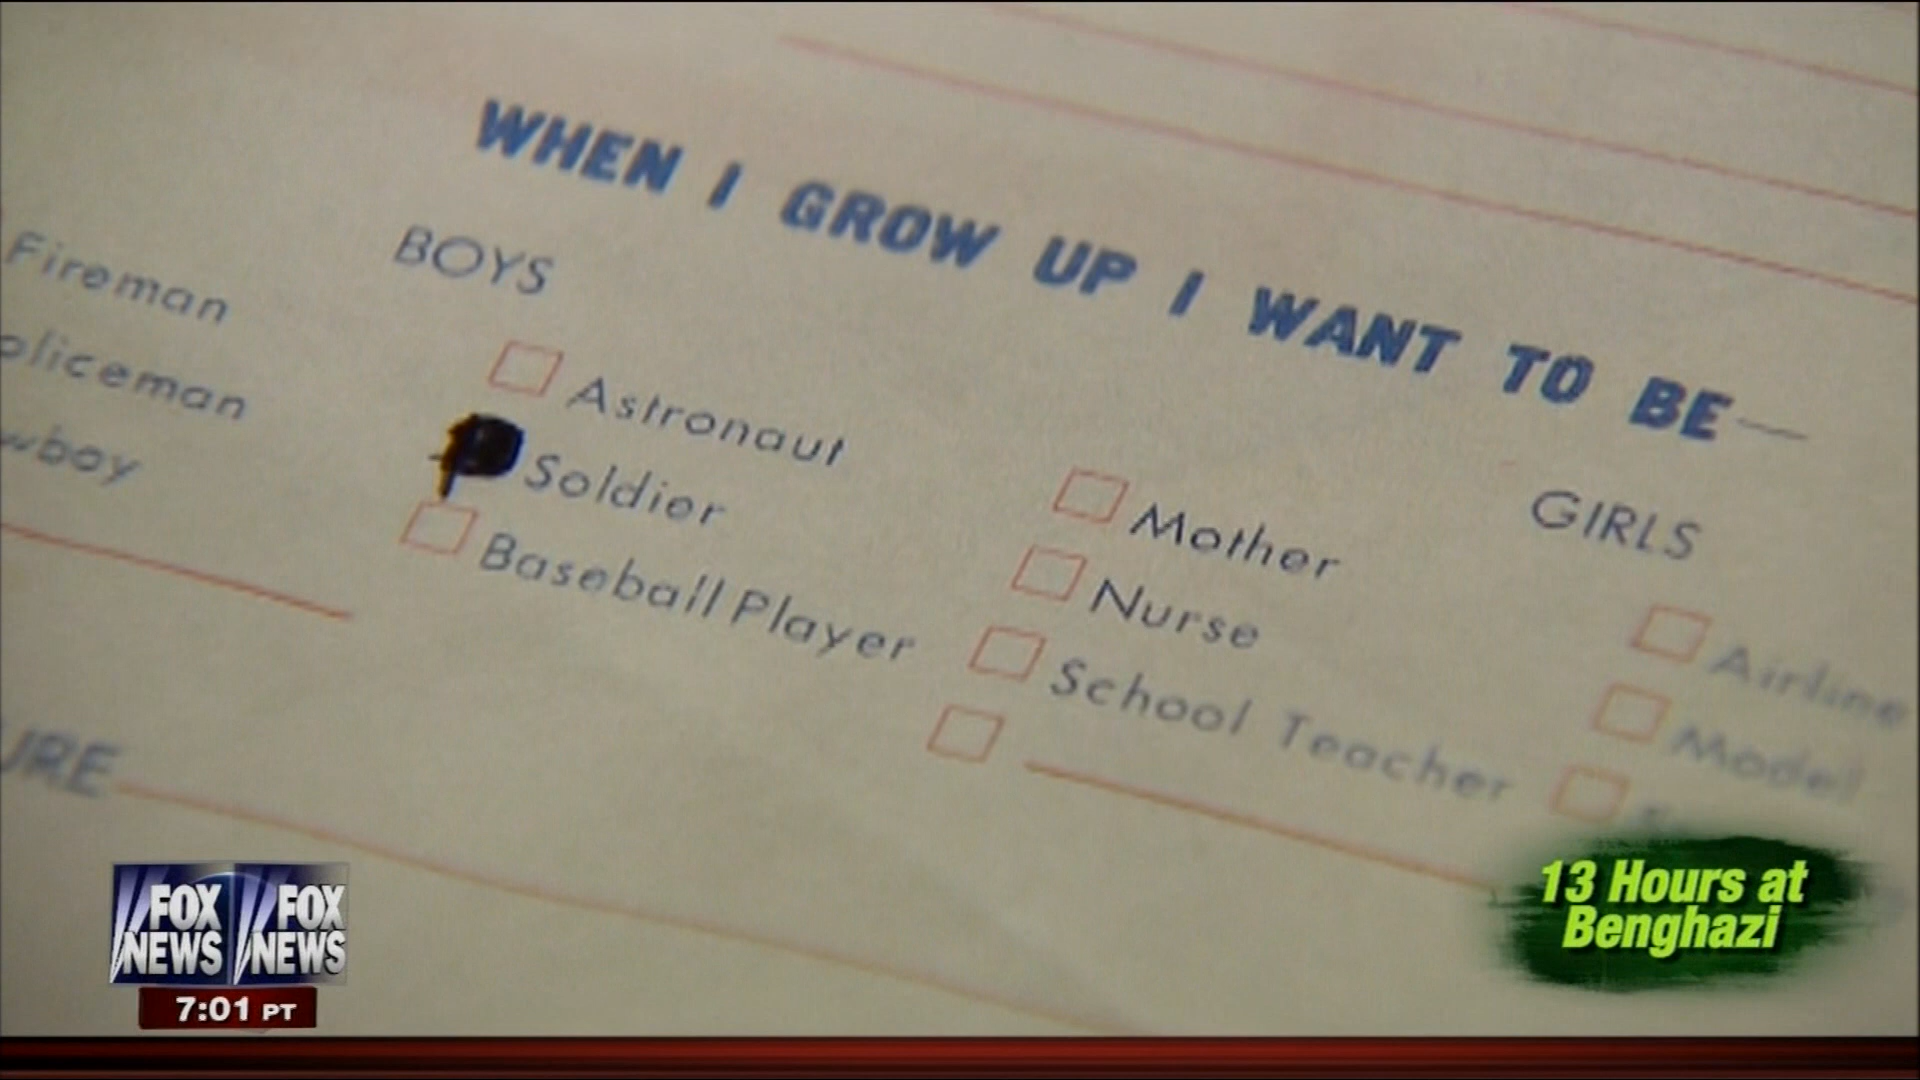 WHEN I GROW UP I WANT TO BE—
BOYS
Fireman
oliceman
wboy
Astronaut
Soldier
Baseball Player
GIRLS
Mother
Nurse
School Teacher
Airline
Model
URE
FOX NEWS FOX NEWS
7:01 PT
13 Hours at
Benghazi